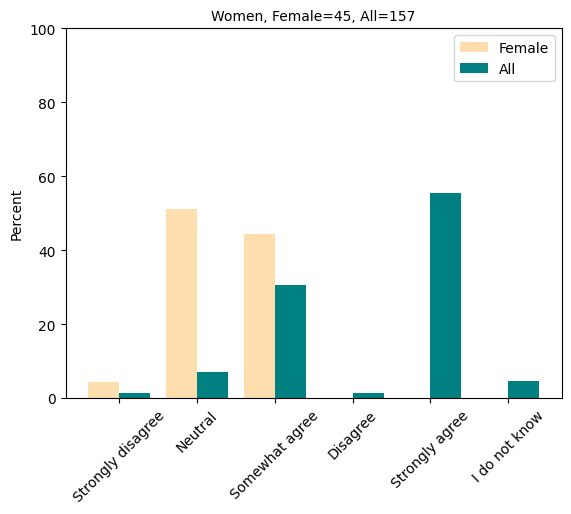 Women, Female=45, All=157
100
80
60
40
20
0
Percent
Female
All
Strongly disagree
Neutral
Somewhat agree
Disagree
Strongly agree
I do not know